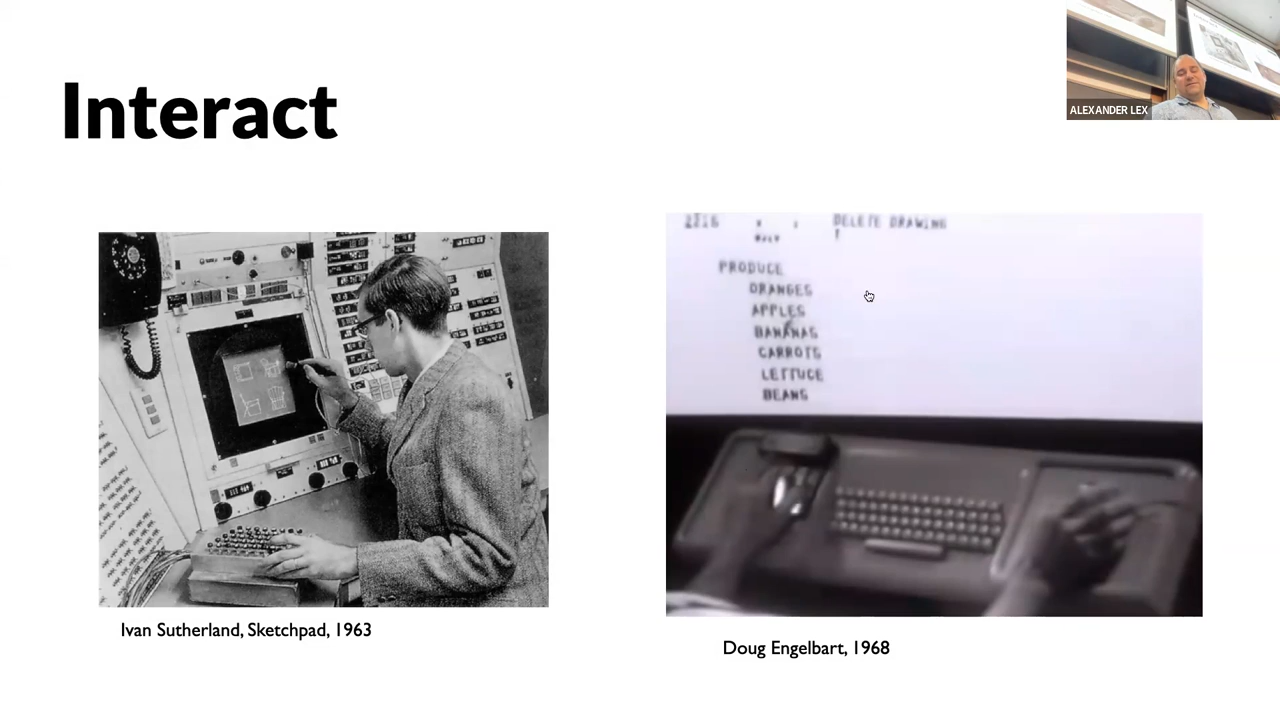 Interact
ALEXANDER LEX
DELETE DRAWING
PRODUCE
ORANGES
APPLES
BANANAS
CARROTS
LETTUCE
BEANS
Ivan Sutherland, Sketchpad, 1963
Doug Engelbart, 1968